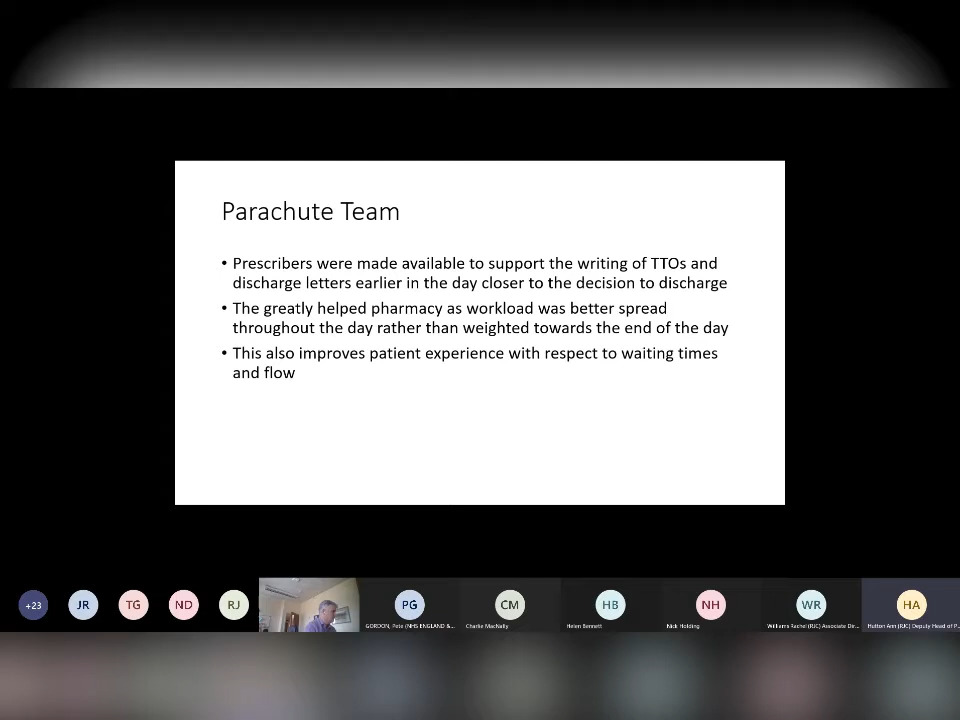 Parachute Team
• Prescribers were made available to support the writing of TTOs and
discharge letters earlier in the day closer to the decision to discharge
• The greatly helped pharmacy as workload was better spread
throughout the day rather than weighted towards the end of the day
• This also improves patient experience with respect to waiting times
and flow
+23 JR TG ND RJ PG CM HB NH WR HA
GORDON, Pete (NHS ENGLAND &... Charlie MacNally Helen Bennett Nick Holding Williams Rachel (RJC) Associate Dir... Hutton Ann (RJC) Deputy Head of P...